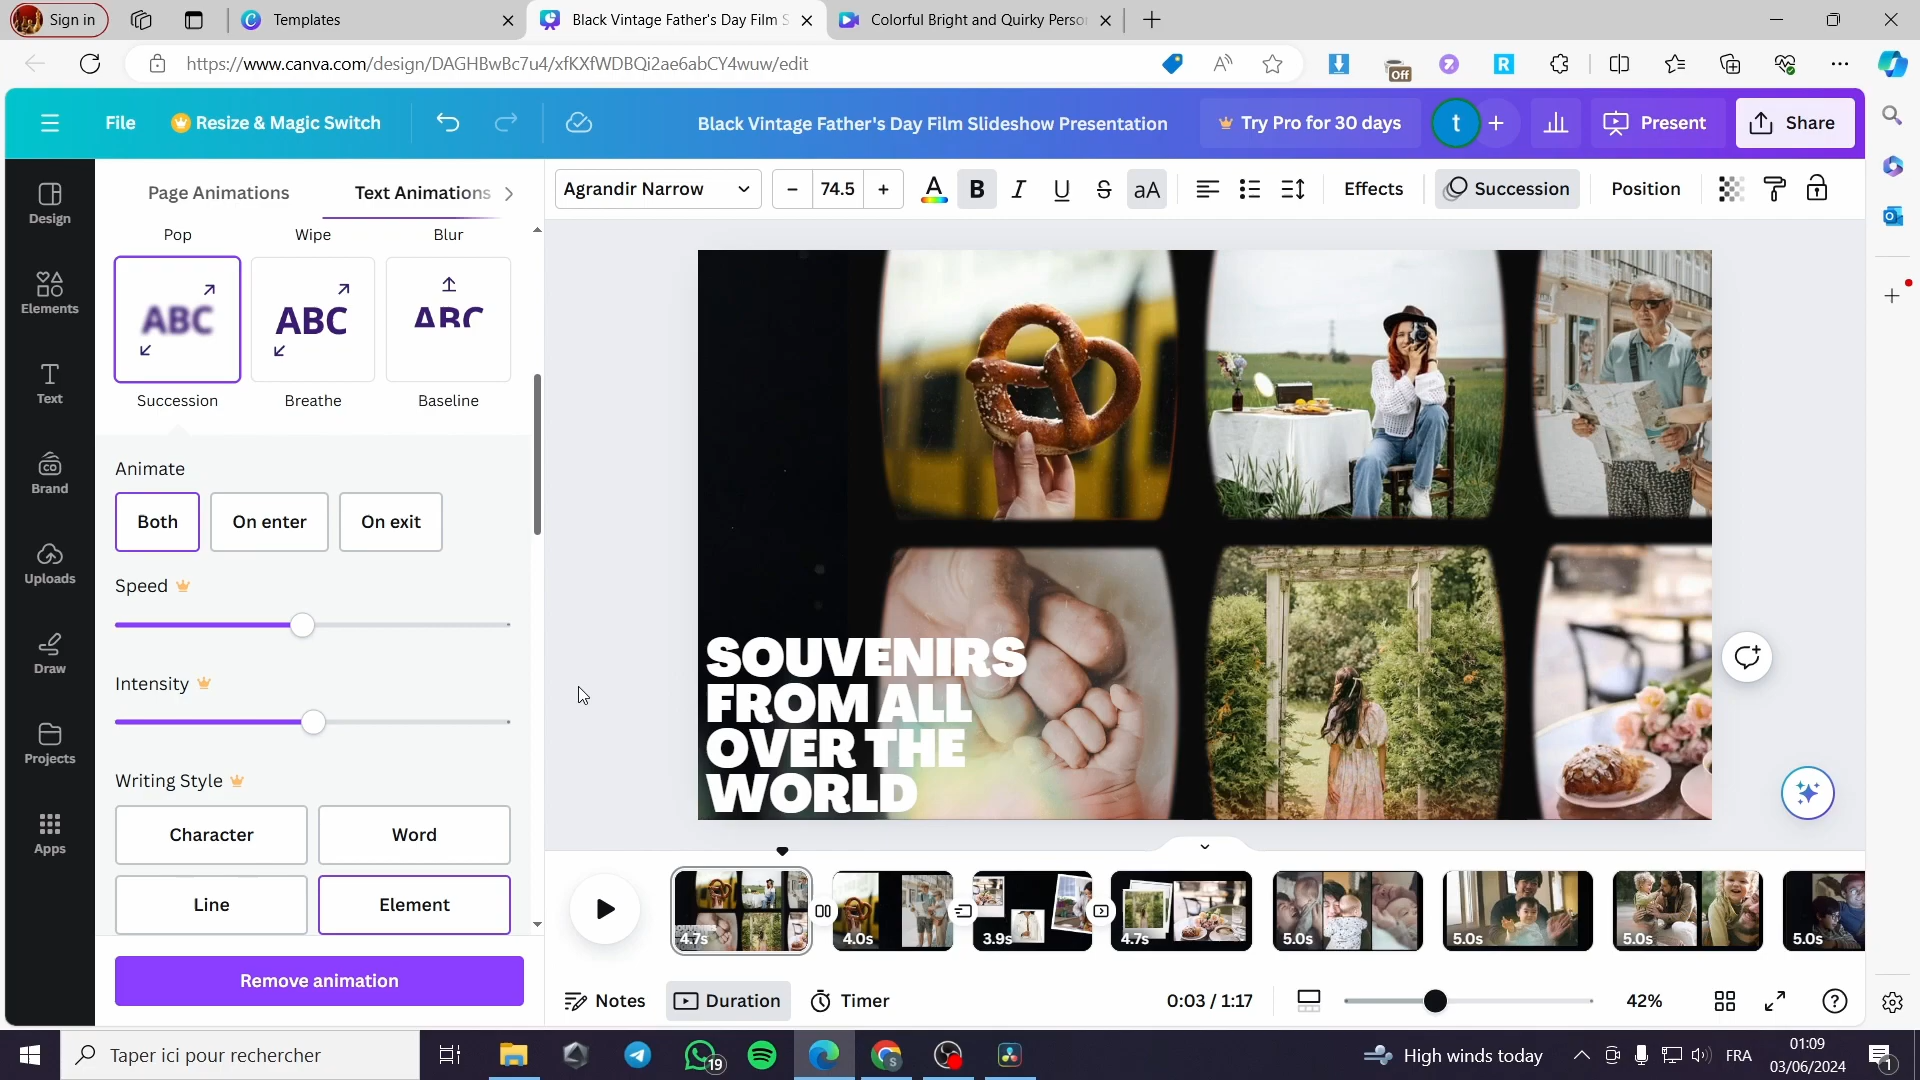 Sign in
Templates
Black Vintage Father's Day Film S
Colorful Bright and Quirky Perso
https://www.canva.com/design/DAGHBwBc7u4/xfKXfWDBQi2ae6abCY4wuw/edit
Off
File
Resize & Magic Switch
Black Vintage Father's Day Film Slideshow Presentation
Try Pro for 30 days
t
Present
Share
Design
Elements
Text
Brand
Uploads
Draw
Projects
Apps
Page Animations
Text Animations
Pop
Wipe
Blur
ABC
ABC
ABC
Succession
Breathe
Baseline
Animate
Both
On enter
On exit
Speed
Intensity
Writing Style
Character
Word
Line
Element
Remove animation
Agrandir Narrow
– 74.5 +
A
B
I
U
S
aA
Effects
Succession
Position
SOUVENIRS
FROM ALL
OVER THE
WORLD
4.7s
4.0s
3.9s
4.7s
5.0s
5.0s
5.0s
5.0s
Notes
Duration
Timer
0:03 / 1:17
42%
Taper ici pour rechercher
19
High winds today
FRA
01:09
03/06/2024
1